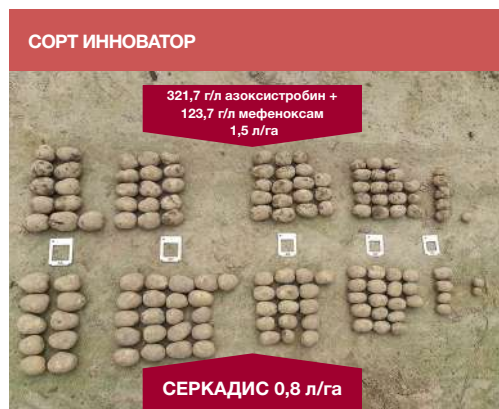 СОРТ ИННОВАТОР
321,7 г/л азоксистробин +
123,7 г/л мефеноксам
1,5 л/га
СЕРКАДИС 0,8 л/га